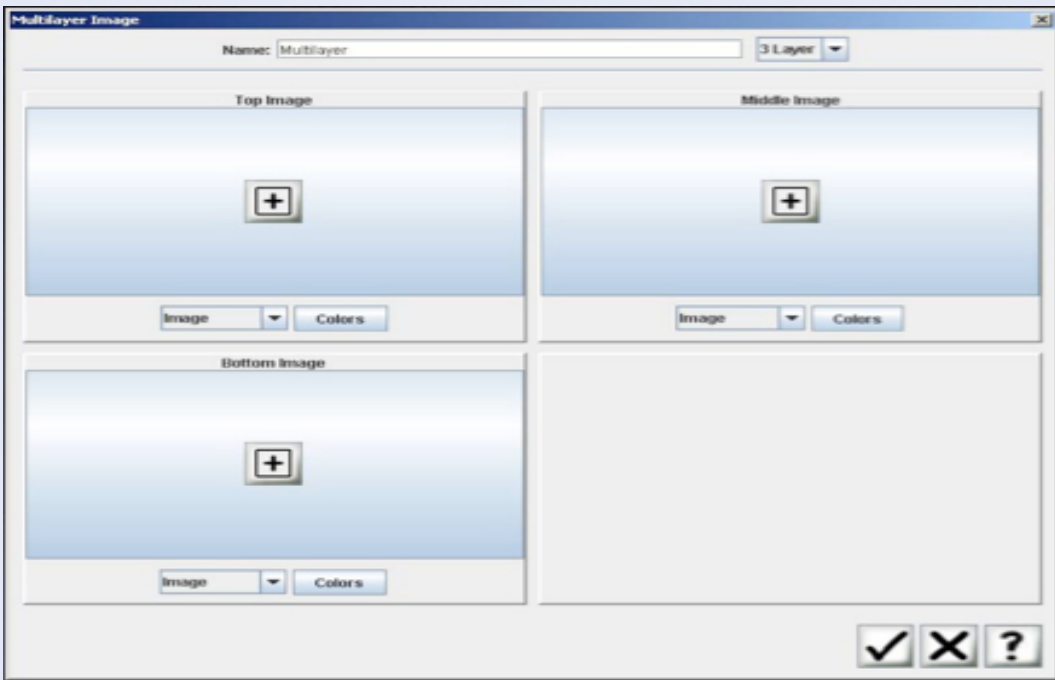 Multilayer Image
Name: Multilayer 3 Layer
Top Image
Middle Image
Image Colors
Image Colors
Bottom Image
Image Colors
?